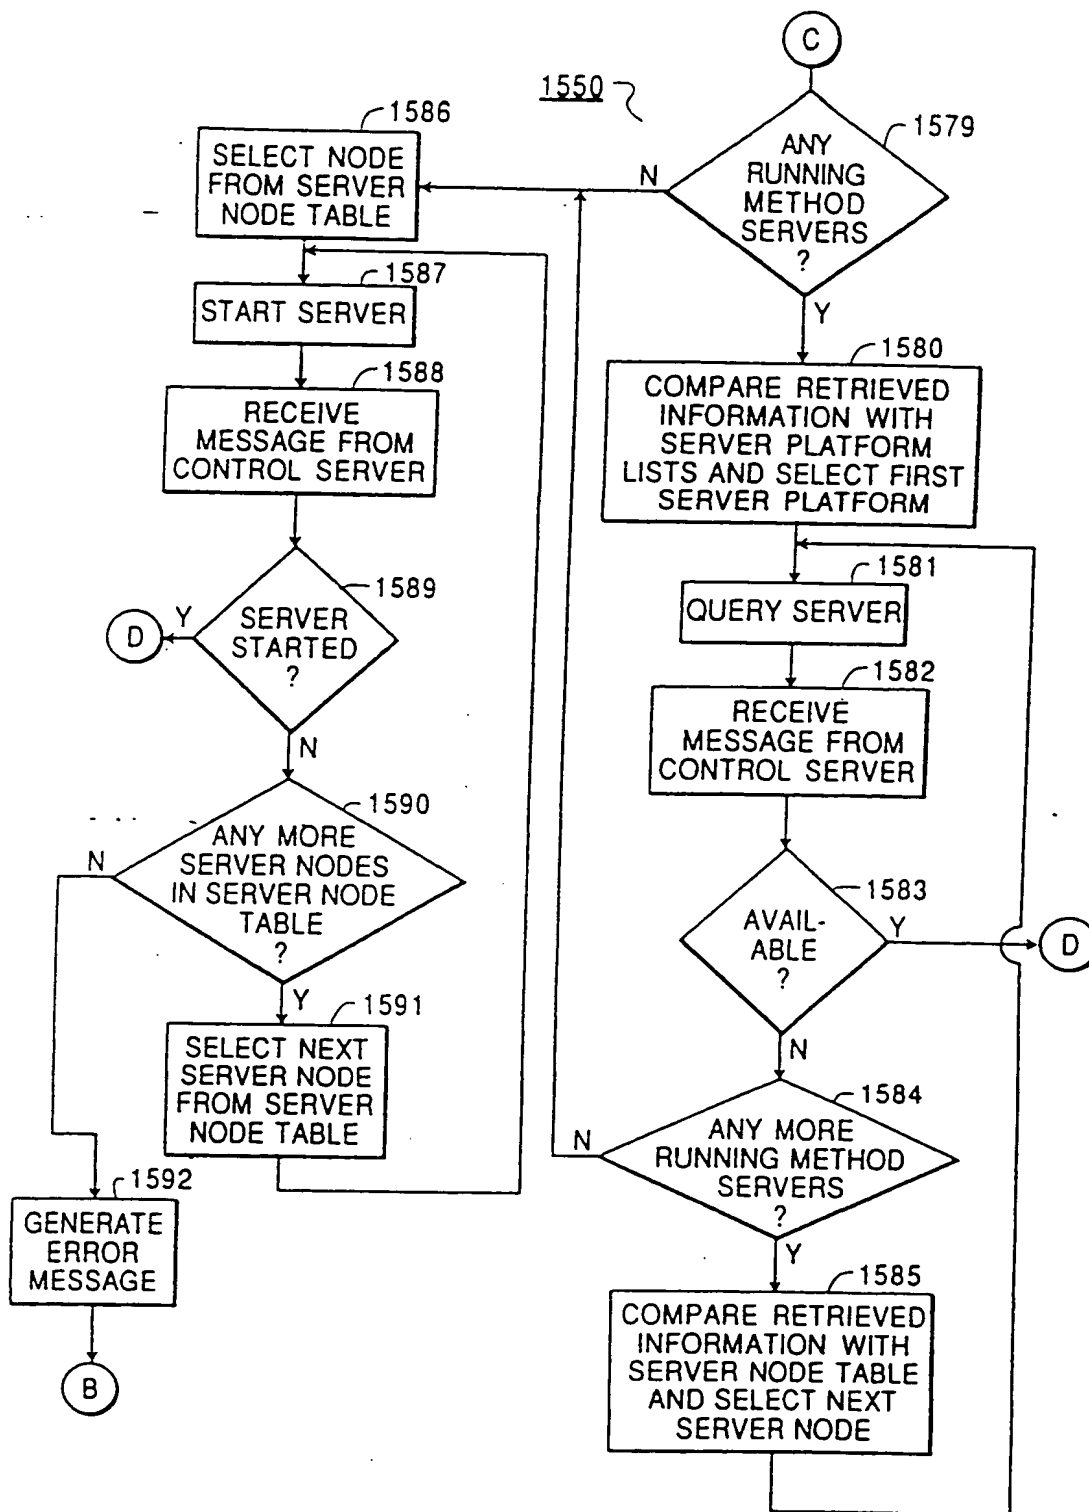 C
1550
1579
ANY
RUNNING
METHOD
SERVERS
?
N
Y
1586
SELECT NODE
FROM SERVER
NODE TABLE
1587
START SERVER
1588
RECEIVE
MESSAGE FROM
CONTROL SERVER
1589
SERVER
STARTED
?
Y
D
N
1590
ANY MORE
SERVER NODES
IN SERVER NODE
TABLE
?
N
Y
1591
SELECT NEXT
SERVER NODE
FROM SERVER
NODE TABLE
1592
GENERATE
ERROR
MESSAGE
B
1580
COMPARE RETRIEVED
INFORMATION WITH
SERVER PLATFORM
LISTS AND SELECT FIRST
SERVER PLATFORM
1581
QUERY SERVER
1582
RECEIVE
MESSAGE FROM
CONTROL SERVER
1583
AVAIL-
ABLE
?
Y
D
N
1584
ANY MORE
RUNNING METHOD
SERVERS
?
N
Y
1585
COMPARE RETRIEVED
INFORMATION WITH
SERVER NODE TABLE
AND SELECT NEXT
SERVER NODE